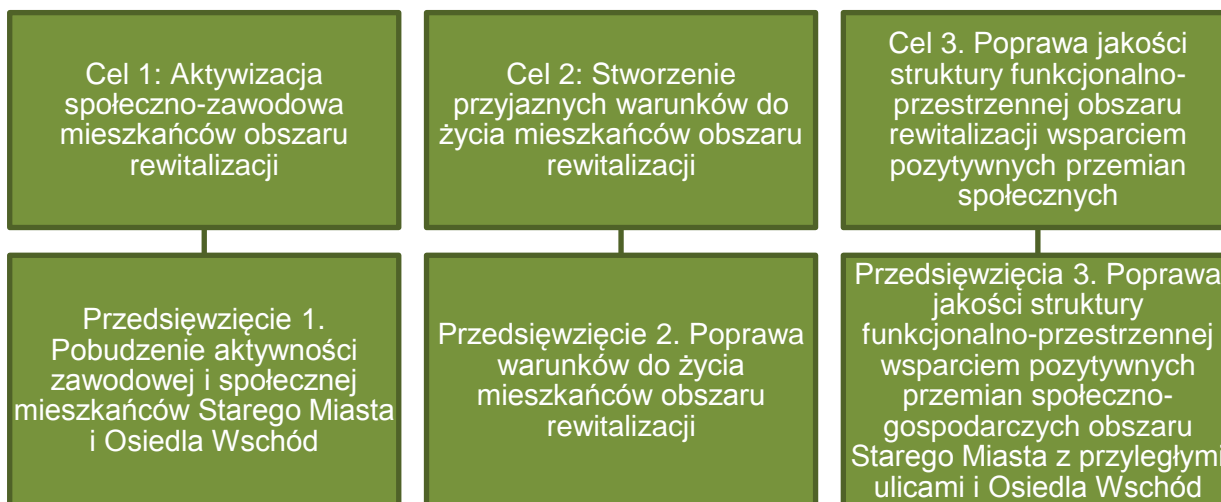 Cel 1: Aktywizacja
społeczno-zawodowa
mieszkańców obszaru
rewitalizacji
Cel 2: Stworzenie
przyjaznych warunków do
życia mieszkańców obszaru
rewitalizacji
Cel 3. Poprawa jakości
struktury funkcjonalno-
przestrzennej obszaru
rewitalizacji wsparciem
pozytywnych przemian
społecznych
Przedsięwzięcie 1.
Pobudzenie aktywności
zawodowej i społecznej
mieszkańców Starego Miasta
i Osiedla Wschód
Przedsięwzięcie 2. Poprawa
warunków do życia
mieszkańców obszaru
rewitalizacji
Przedsięwzięcia 3. Poprawa
jakości struktury
funkcjonalno-przestrzennej
wsparciem pozytywnych
przemian społeczno-
gospodarczych obszaru
Starego Miasta z przyległymi
ulicami i Osiedla Wschód